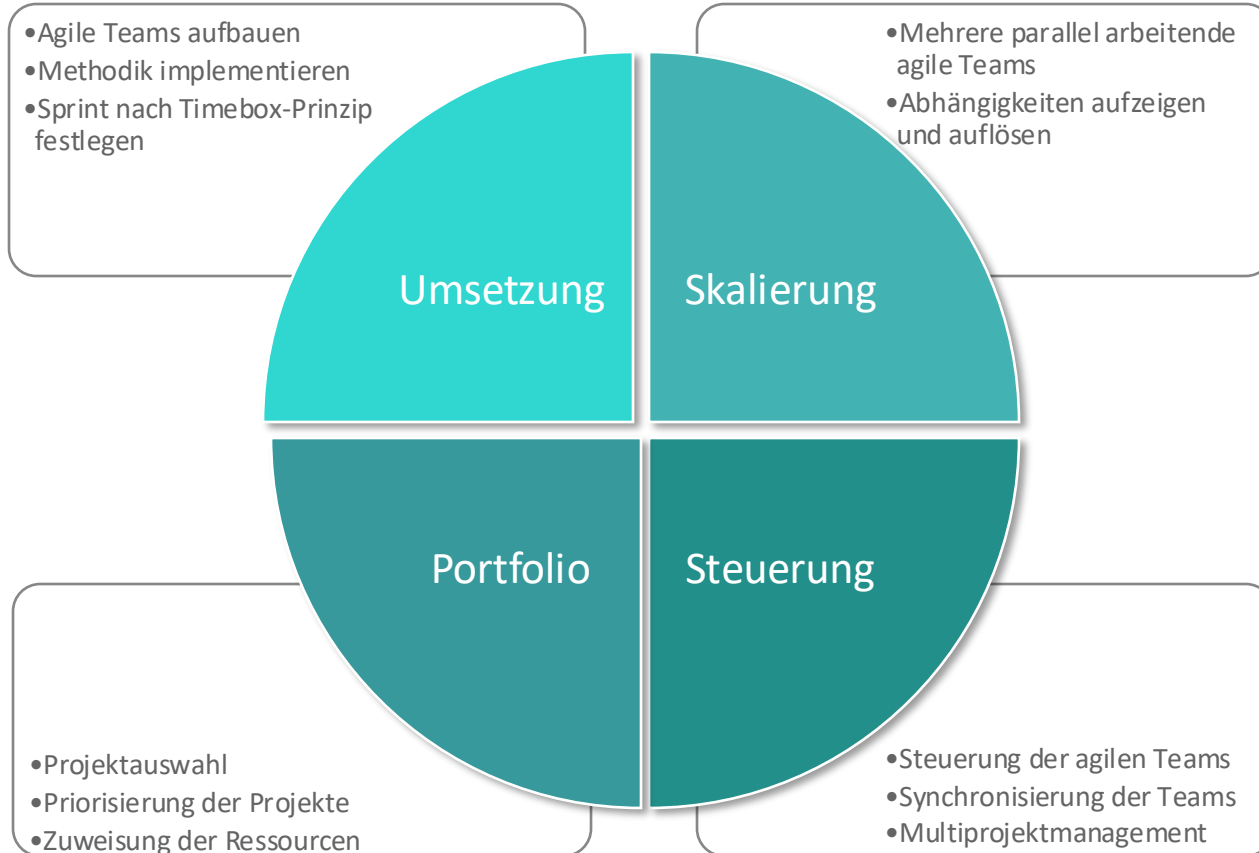 •Agile Teams aufbauen
•Methodik implementieren
•Sprint nach Timebox-Prinzip
festlegen
•Mehrere parallel arbeitende
agile Teams
•Abhängigkeiten aufzeigen
und auflösen
Umsetzung
Skalierung
Portfolio
Steuerung
•Projektauswahl
•Priorisierung der Projekte
•Zuweisung der Ressourcen
•Steuerung der agilen Teams
•Synchronisierung der Teams
•Multiprojektmanagement